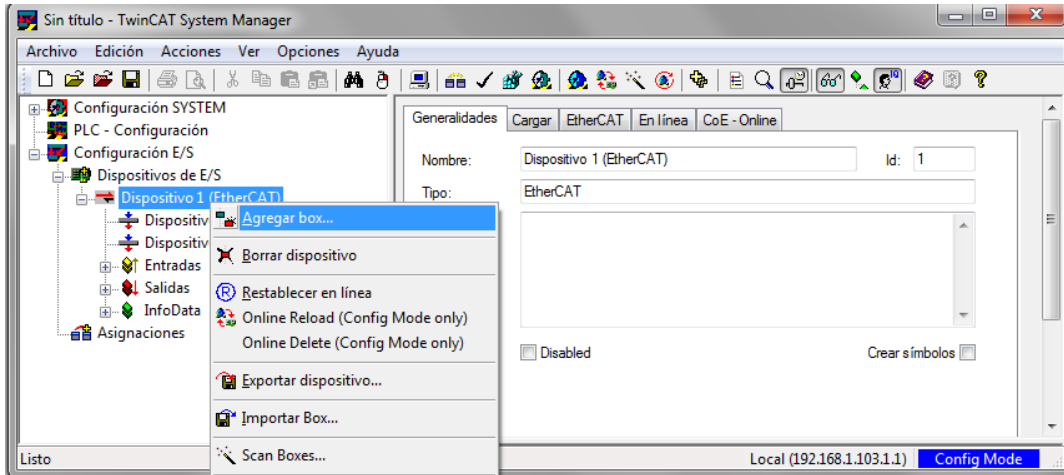 Sin título - TwinCAT System Manager
Archivo Edición Acciones Ver Opciones Ayuda
Configuración SYSTEM
PLC - Configuración
Configuración E/S
Dispositivos de E/S
Dispositivo 1 (EtherCAT)
Dispositiv
Dispositiv
Entradas
Salidas
InfoData
Asignaciones
Agregar box...
Borrar dispositivo
Restablecer en línea
Online Reload (Config Mode only)
Online Delete (Config Mode only)
Exportar dispositivo...
Importar Box...
Scan Boxes...
Generalidades Cargar EtherCAT En línea CoE - Online
Nombre: Dispositivo 1 (EtherCAT) Id: 1
Tipo: EtherCAT
Disabled Crear símbolos
Listo Local (192.168.1.103.1.1) Config Mode